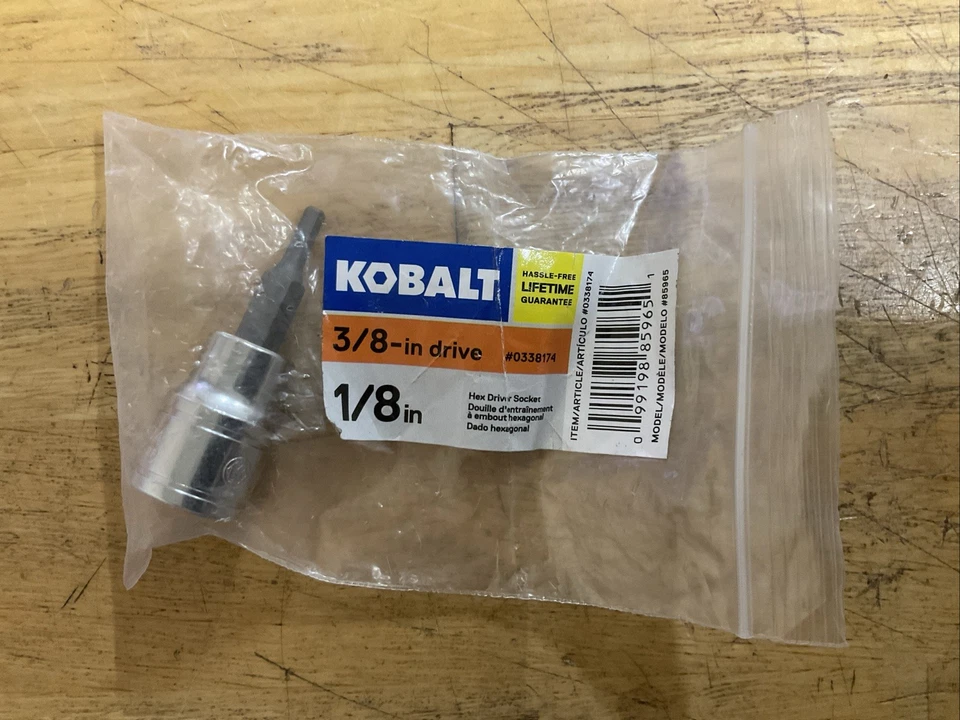 KOBALT
HASSLE-FREE
LIFETIME
GUARANTEE
3/8-in drive #0338174
1/8in
Hex Driver Socket
Douille d'entraînement
à embout hexagonal
Dado hexagonal
ITEM/ARTICLE/ARTÍCULO #0338174
0 99198 85965 1
MODEL/MODÈLE/MODELO #85965